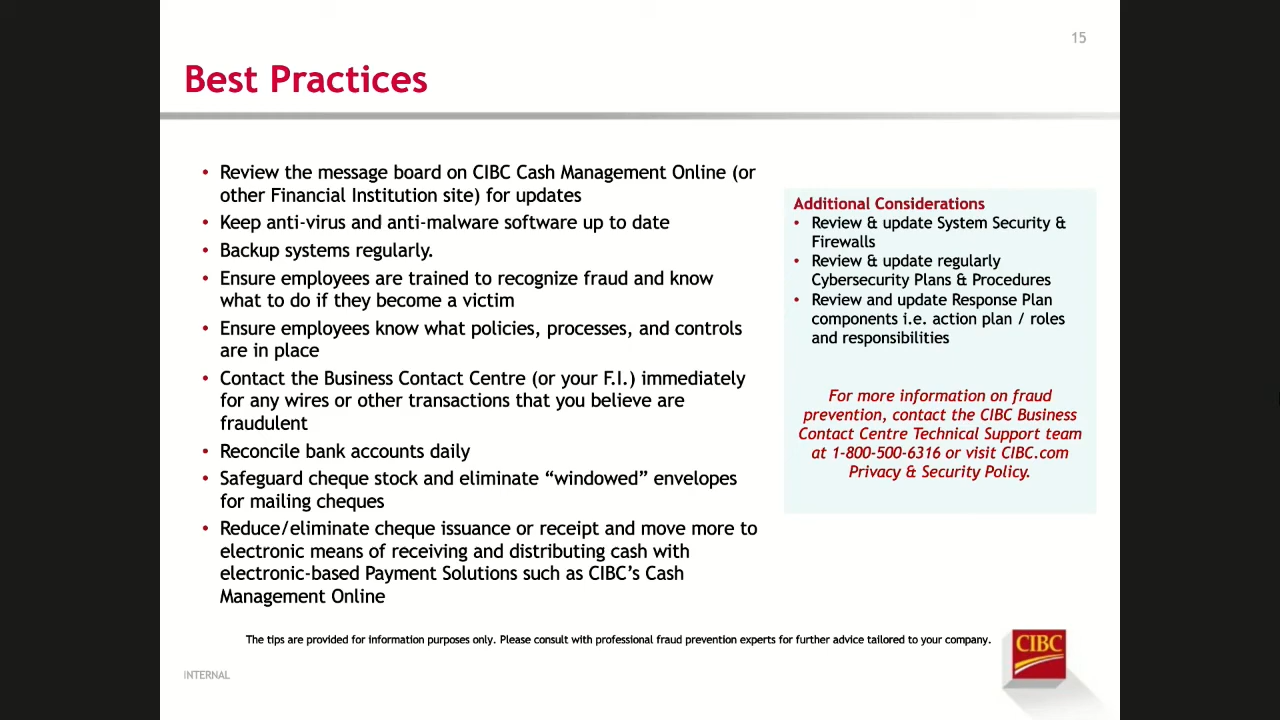 15
Best Practices
• Review the message board on CIBC Cash Management Online (or
other Financial Institution site) for updates
• Keep anti-virus and anti-malware software up to date
• Backup systems regularly.
• Ensure employees are trained to recognize fraud and know
what to do if they become a victim
• Ensure employees know what policies, processes, and controls
are in place
• Contact the Business Contact Centre (or your F.I.) immediately
for any wires or other transactions that you believe are
fraudulent
• Reconcile bank accounts daily
• Safeguard cheque stock and eliminate “windowed” envelopes
for mailing cheques
• Reduce/eliminate cheque issuance or receipt and move more to
electronic means of receiving and distributing cash with
electronic-based Payment Solutions such as CIBC’s Cash
Management Online
Additional Considerations
• Review & update System Security &
Firewalls
• Review & update regularly
Cybersecurity Plans & Procedures
• Review and update Response Plan
components i.e. action plan / roles
and responsibilities
For more information on fraud
prevention, contact the CIBC Business
Contact Centre Technical Support team
at 1-800-500-6316 or visit CIBC.com
Privacy & Security Policy.
The tips are provided for information purposes only. Please consult with professional fraud prevention experts for further advice tailored to your company.
CIBC
INTERNAL